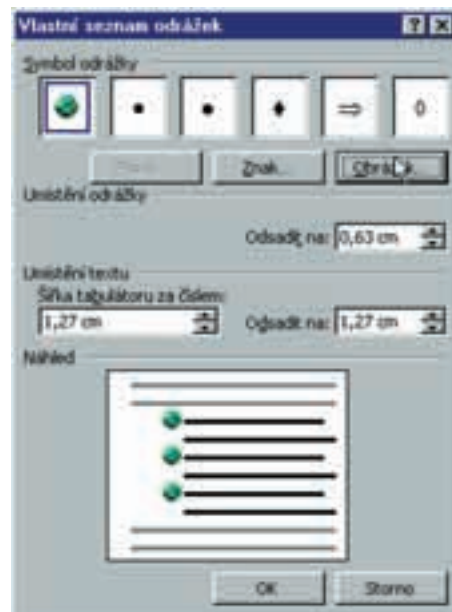 Vlastní seznam odrážek
Symbol odrážky
Znak...
Obrázek...
Umístění odrážky
Odsadit na: 0,63 cm
Umístění textu
Šířka tabulátoru za číslem:
1,27 cm
Odsadit na: 1,27 cm
Náhled
OK
Storno